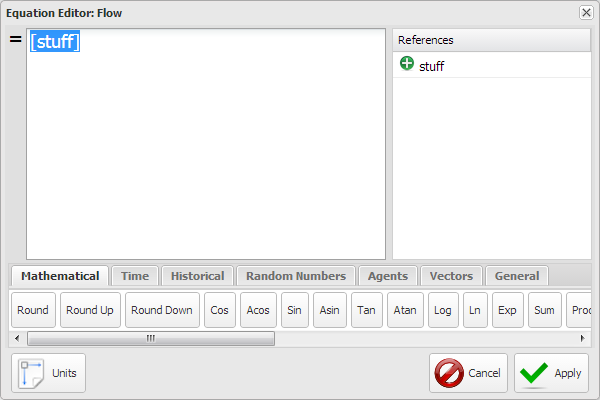 Equation Editor: Flow
= [stuff]
References
stuff
Mathematical Time Historical Random Numbers Agents Vectors General
Round Round Up Round Down Cos Acos Sin Asin Tan Atan Log Ln Exp Sum Proc
Units Cancel Apply